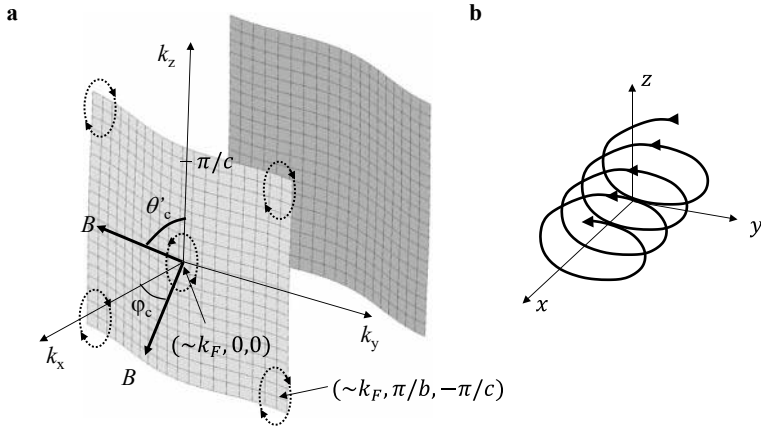 a
b
k_z
z
π/c
θ'_c
B
y
φ_c
x
k_y
(~k_F, 0,0)
k_x
B
(~k_F, π/b, −π/c)